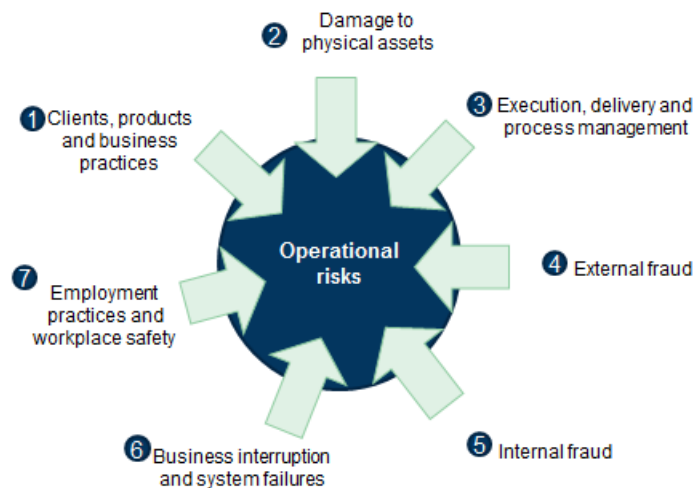 2 Damage to
physical assets
1 Clients, products
and business
practices
3 Execution, delivery and
process management
Operational
risks
4 External fraud
7
Employment
practices and
workplace safety
6 Business interruption
and system failures
5 Internal fraud